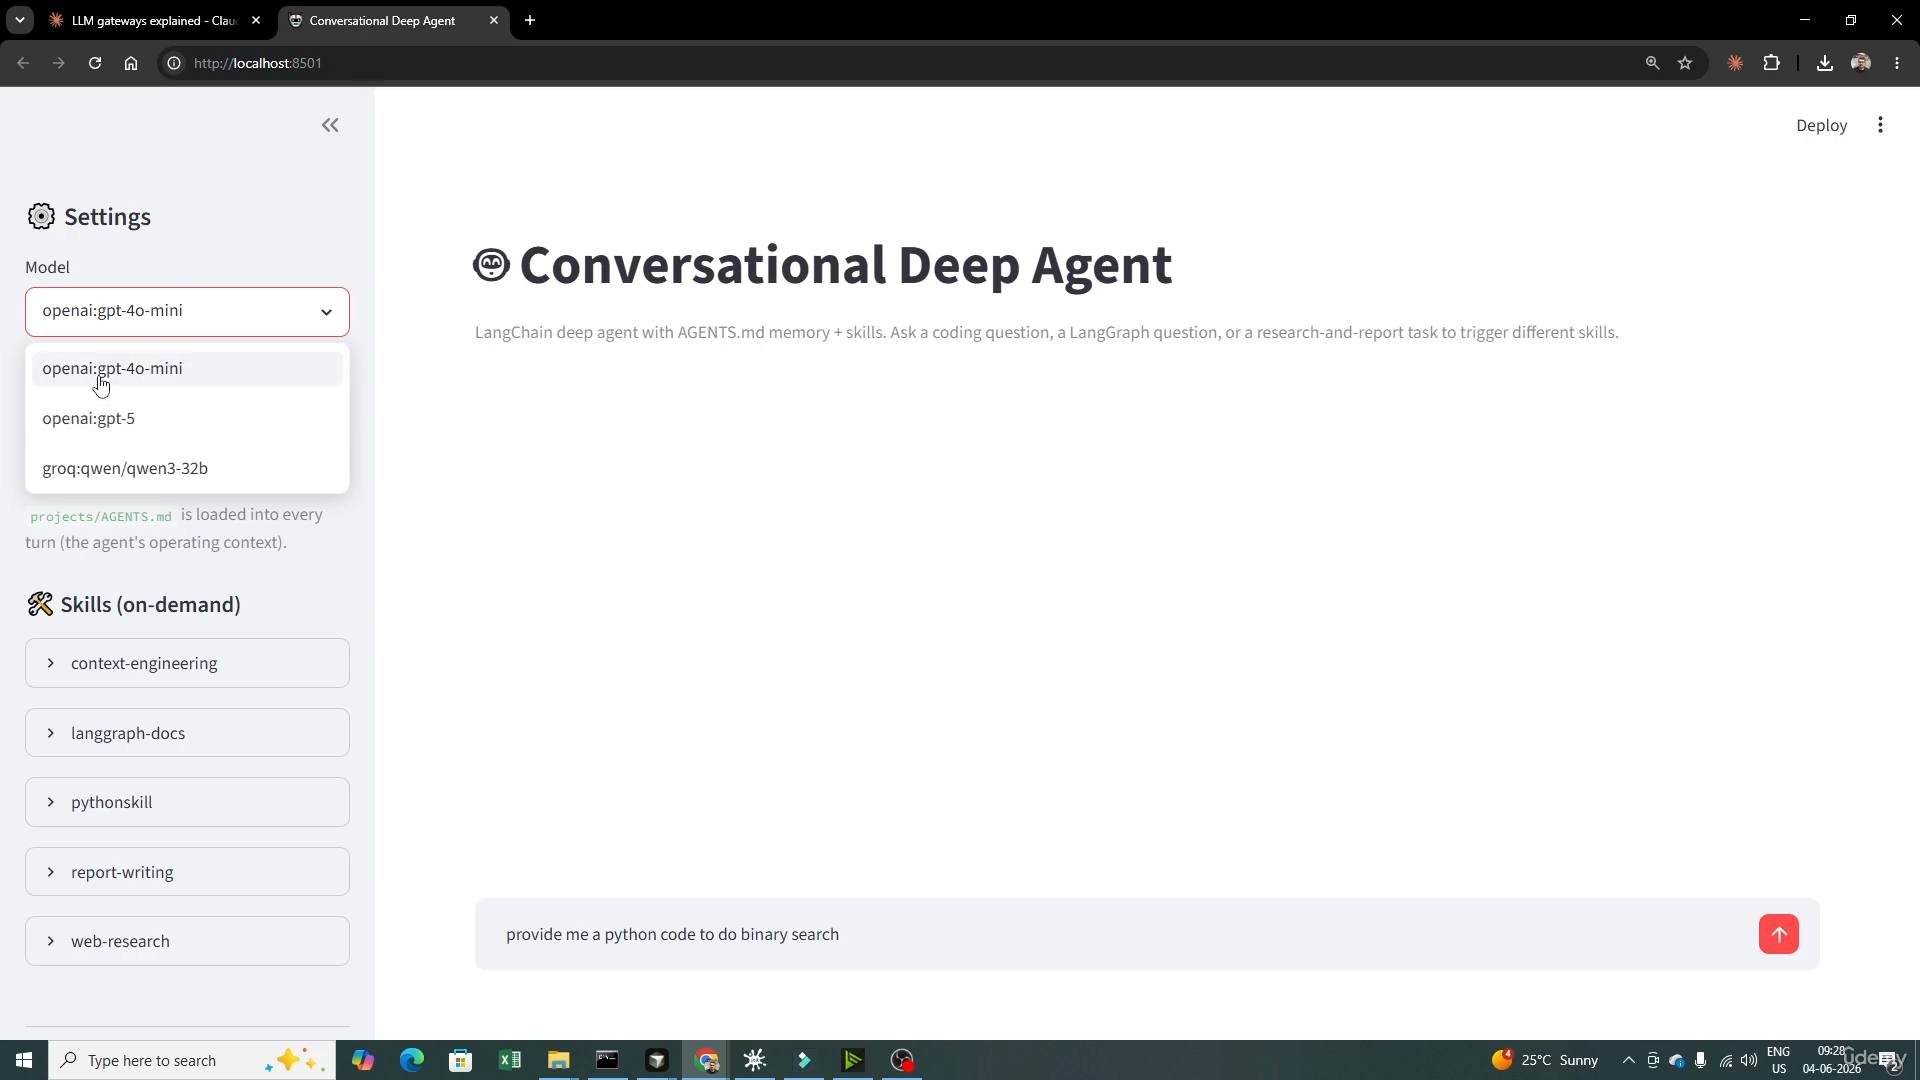 LLM gateways explained - Clau
Conversational Deep Agent
http://localhost:8501
Deploy
Settings
Model
openai:gpt-4o-mini
openai:gpt-4o-mini
openai:gpt-5
groq:qwen/qwen3-32b
projects/AGENTS.md is loaded into every
turn (the agent's operating context).
Skills (on-demand)
context-engineering
langgraph-docs
pythonskill
report-writing
web-research
Conversational Deep Agent
LangChain deep agent with AGENTS.md memory + skills. Ask a coding question, a LangGraph question, or a research-and-report task to trigger different skills.
provide me a python code to do binary search
Type here to search
4
25°C Sunny
ENG
US
09:28
04-06-2026
2
ûdemy